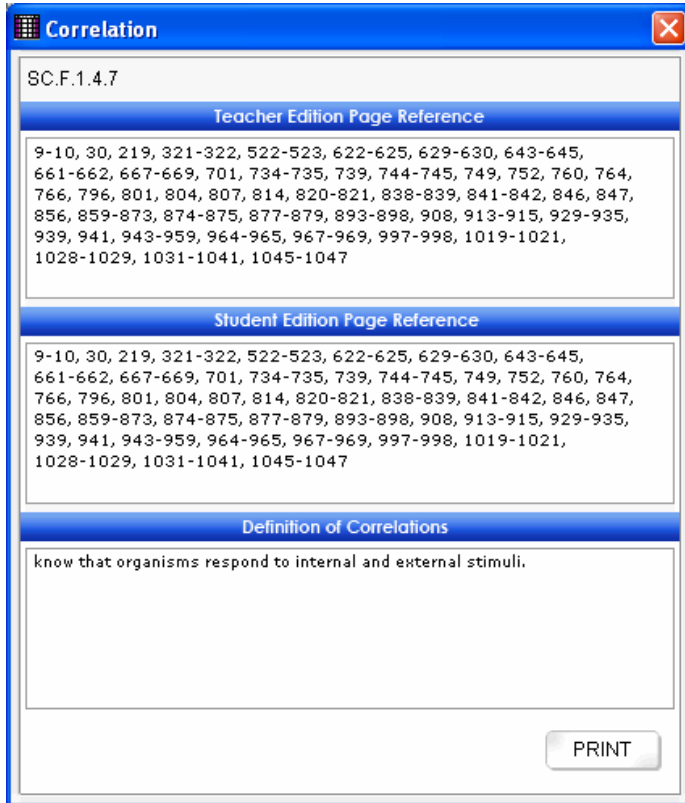 Correlation
SC.F.1.4.7
Teacher Edition Page Reference
9-10, 30, 219, 321-322, 522-523, 622-625, 629-630, 643-645,
661-662, 667-669, 701, 734-735, 739, 744-745, 749, 752, 760, 764,
766, 796, 801, 804, 807, 814, 820-821, 838-839, 841-842, 846, 847,
856, 859-873, 874-875, 877-879, 893-898, 908, 913-915, 929-935,
939, 941, 943-959, 964-965, 967-969, 997-998, 1019-1021,
1028-1029, 1031-1041, 1045-1047
Student Edition Page Reference
9-10, 30, 219, 321-322, 522-523, 622-625, 629-630, 643-645,
661-662, 667-669, 701, 734-735, 739, 744-745, 749, 752, 760, 764,
766, 796, 801, 804, 807, 814, 820-821, 838-839, 841-842, 846, 847,
856, 859-873, 874-875, 877-879, 893-898, 908, 913-915, 929-935,
939, 941, 943-959, 964-965, 967-969, 997-998, 1019-1021,
1028-1029, 1031-1041, 1045-1047
Definition of Correlations
know that organisms respond to internal and external stimuli.
PRINT